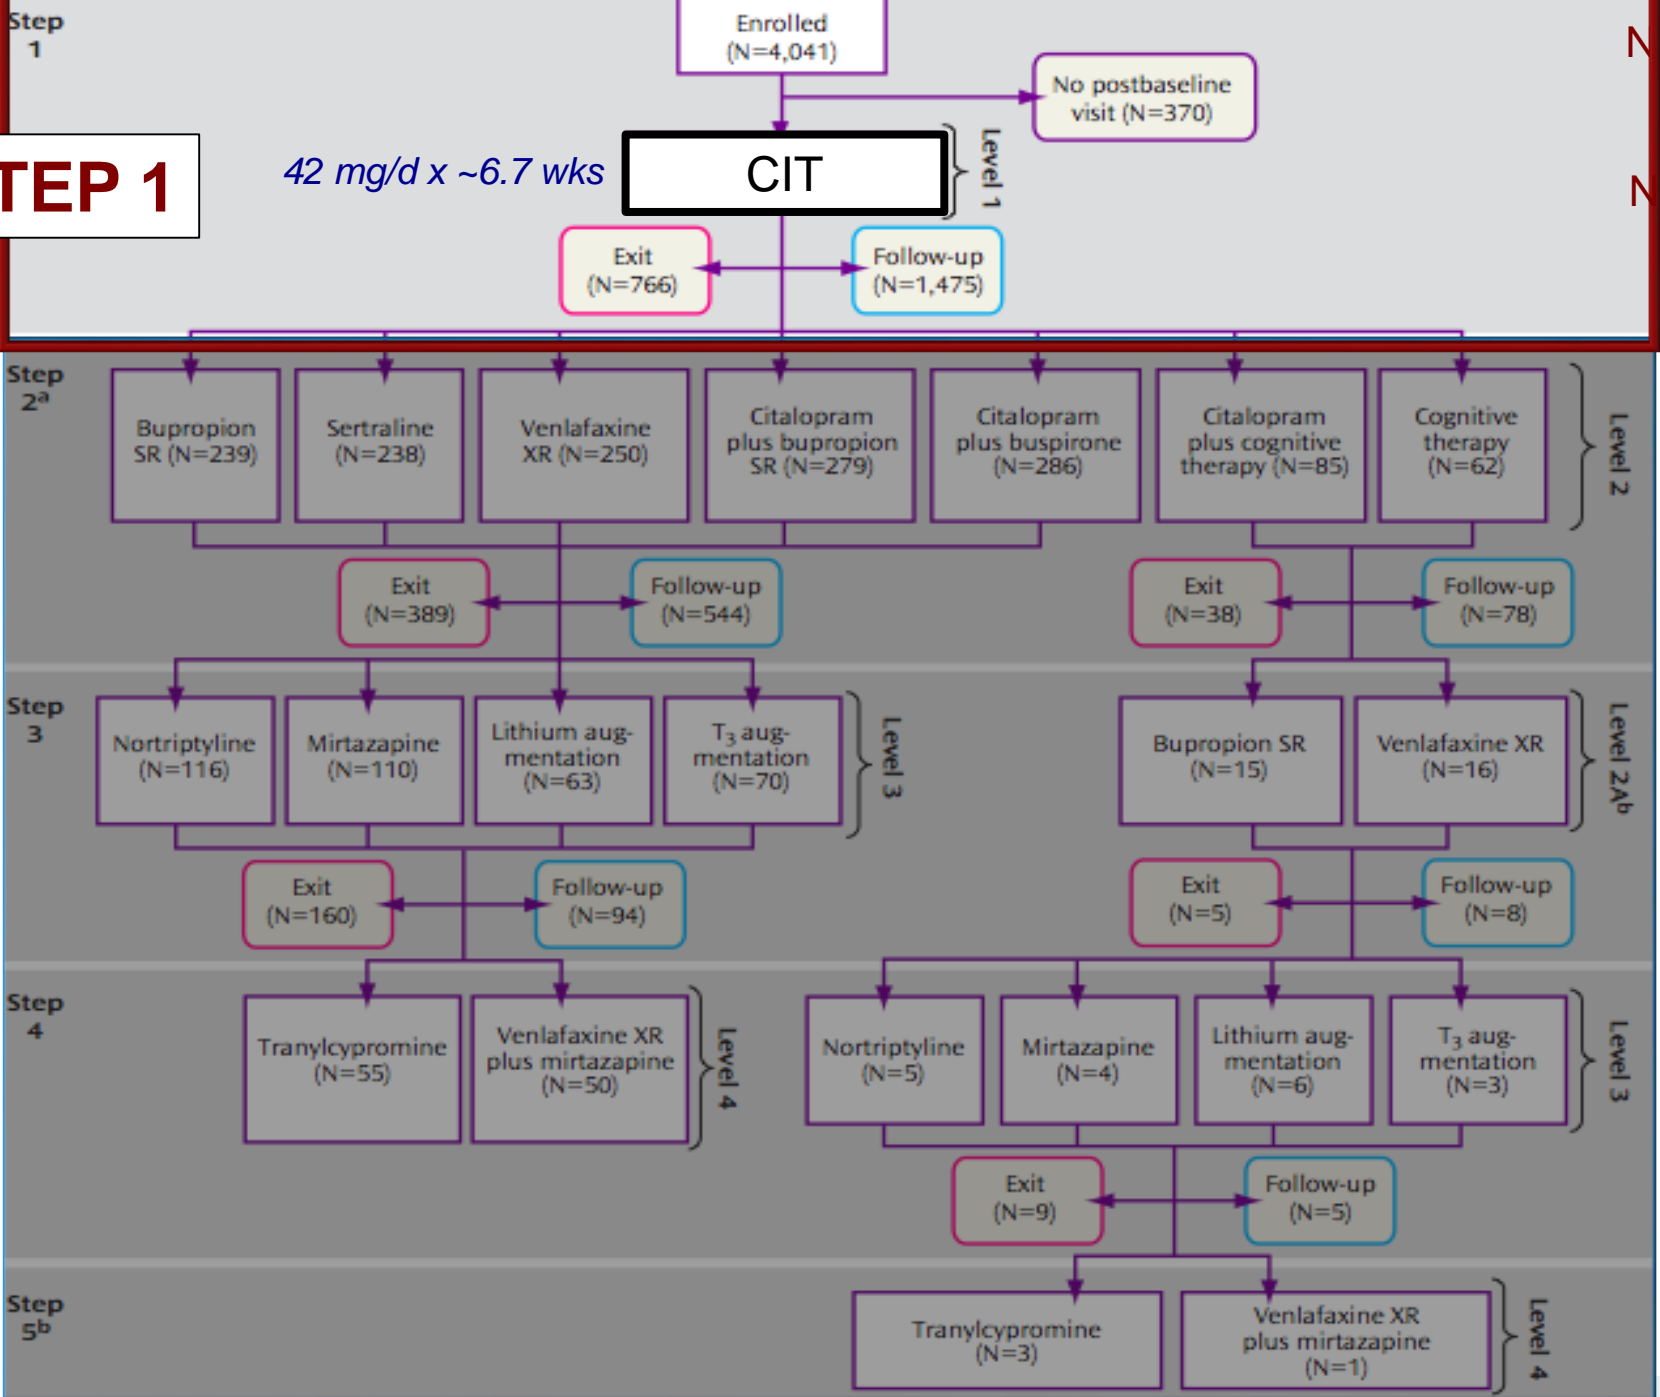 Step
1
Enrolled
(N=4,041)
No postbaseline
visit (N=370)
TEP 1
42 mg/d x ~6.7 wks
CIT
Level 1
N
N
Exit
(N=766)
Follow-up
(N=1,475)
Step
2a
Bupropion
SR (N=239)
Sertraline
(N=238)
Venlafaxine
XR (N=250)
Citalopram
plus bupropion
SR (N=279)
Citalopram
plus buspirone
(N=286)
Citalopram
plus cognitive
therapy (N=85)
Cognitive
therapy
(N=62)
Level 2
Exit
(N=389)
Follow-up
(N=544)
Exit
(N=38)
Follow-up
(N=78)
Step
3
Nortriptyline
(N=116)
Mirtazapine
(N=110)
Lithium aug-
mentation
(N=63)
T3 aug-
mentation
(N=70)
Level 3
Bupropion SR
(N=15)
Venlafaxine XR
(N=16)
Level 2Ab
Exit
(N=160)
Follow-up
(N=94)
Exit
(N=5)
Follow-up
(N=8)
Step
4
Tranylcypromine
(N=55)
Venlafaxine XR
plus mirtazapine
(N=50)
Level 4
Nortriptyline
(N=5)
Mirtazapine
(N=4)
Lithium aug-
mentation
(N=6)
T3 aug-
mentation
(N=3)
Level 3
Exit
(N=9)
Follow-up
(N=5)
Step
5b
Tranylcypromine
(N=3)
Venlafaxine XR
plus mirtazapine
(N=1)
Level 4